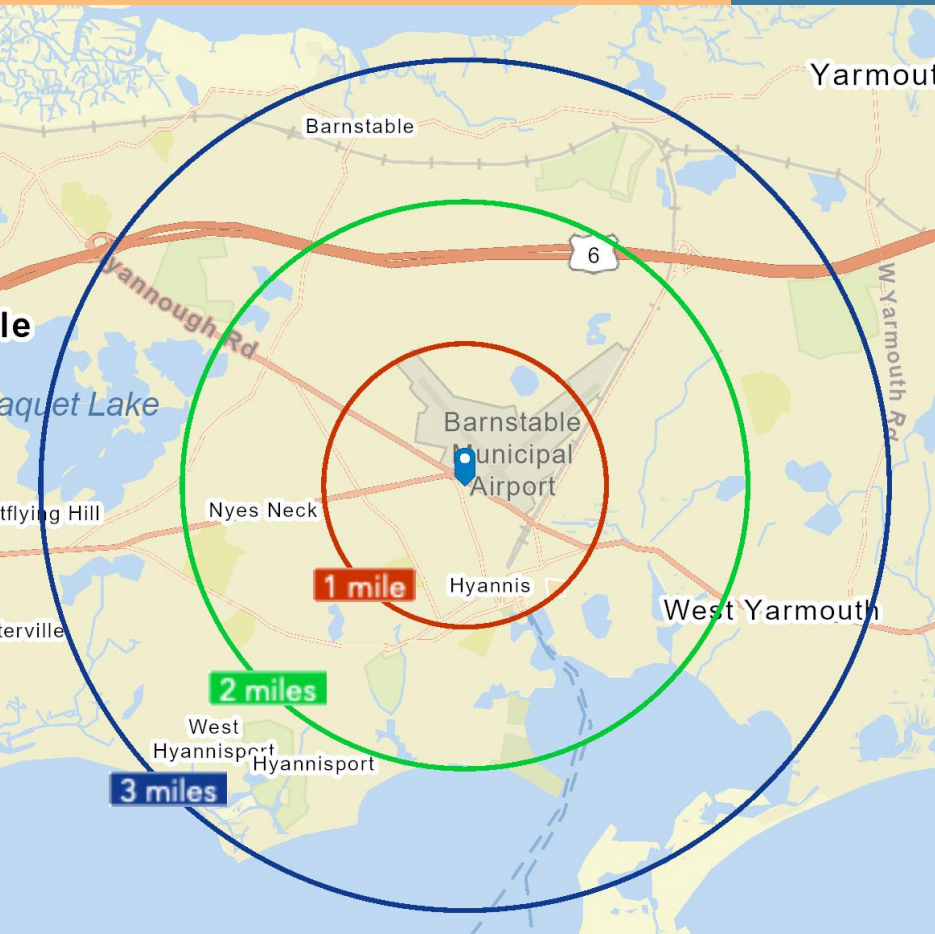 Yarmout
Barnstable
6
yannough Rd
W Yarmouth Rd
le
aquet Lake
Barnstable
Municipal
Airport
Nyes Neck
tflying Hill
1 mile
Hyannis
West Yarmouth
terville
2 miles
West
Hyannisport
Hyannisport
3 miles